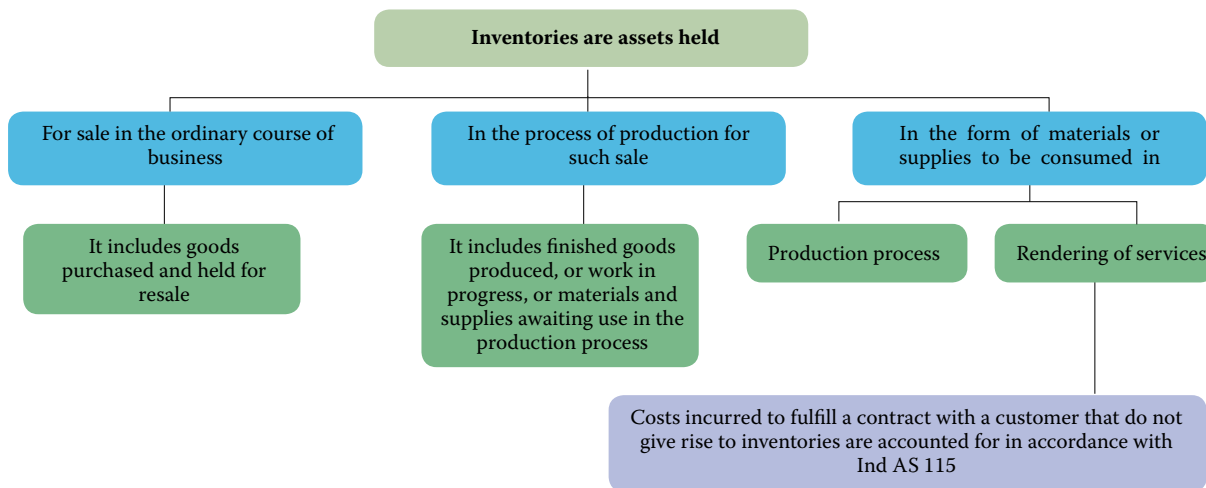 Inventories are assets held
For sale in the ordinary course of
business
In the process of production for
such sale
In the form of materials or
supplies to be consumed in
It includes goods
purchased and held for
resale
It includes finished goods
produced, or work in
progress, or materials and
supplies awaiting use in the
production process
Production process
Rendering of services
Costs incurred to fulfill a contract with a customer that do not
give rise to inventories are accounted for in accordance with
Ind AS 115